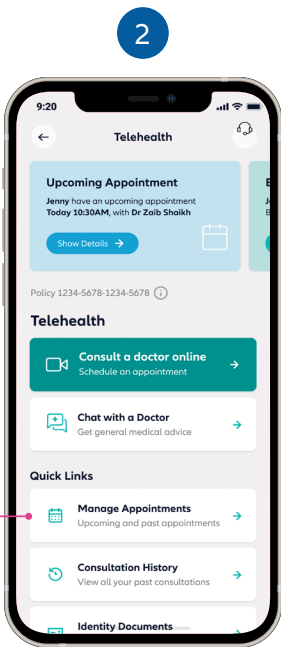 2
9:20
Telehealth
Upcoming Appointment
Jenny have an upcoming appointment
Today 10:30AM, with Dr Zaib Shaikh
Show Details
Policy 1234-5678-1234-5678
Telehealth
Consult a doctor online
Schedule an appointment
Chat with a Doctor
Get general medical advice
Quick Links
Manage Appointments
Upcoming and past appointments
Consultation History
View all your past consultations
Identity Documents